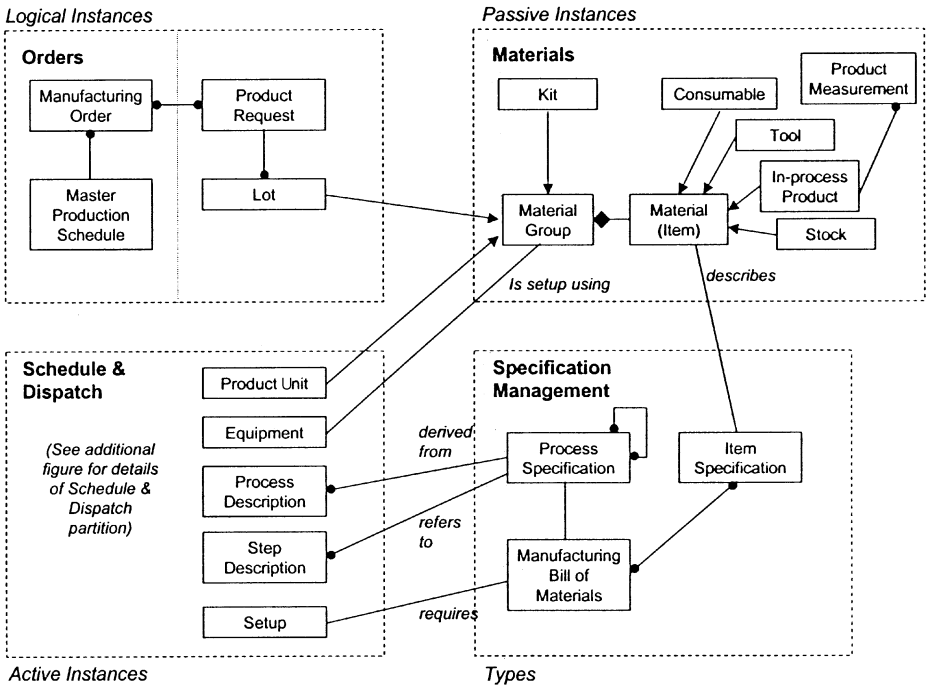 Logical Instances
Orders
Manufacturing
Order
Product
Request
Master
Production
Schedule
Lot
Passive Instances
Materials
Kit
Consumable
Product
Measurement
Tool
In-process
Product
Material
Group
Material
(Item)
Stock
Is setup using
describes
Schedule &
Dispatch
(See additional
figure for details
of Schedule &
Dispatch
partition)
Product Unit
Equipment
Process
Description
Step
Description
Setup
Active Instances
derived
from
refers
to
requires
Specification
Management
Process
Specification
Item
Specification
Manufacturing
Bill of
Materials
Types